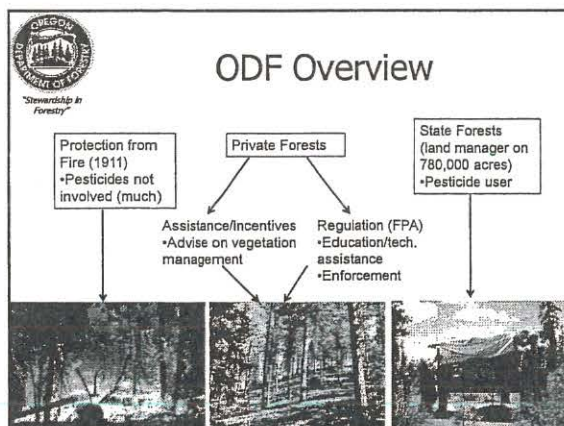 OREGON
DEPARTMENT OF FORESTRY
"Stewardship in
Forestry"
ODF Overview
Protection from
Fire (1911)
•Pesticides not
involved (much)
Private Forests
State Forests
(land manager on
780,000 acres)
•Pesticide user
Assistance/Incentives
•Advise on vegetation
management
Regulation (FPA)
•Education/tech.
assistance
•Enforcement